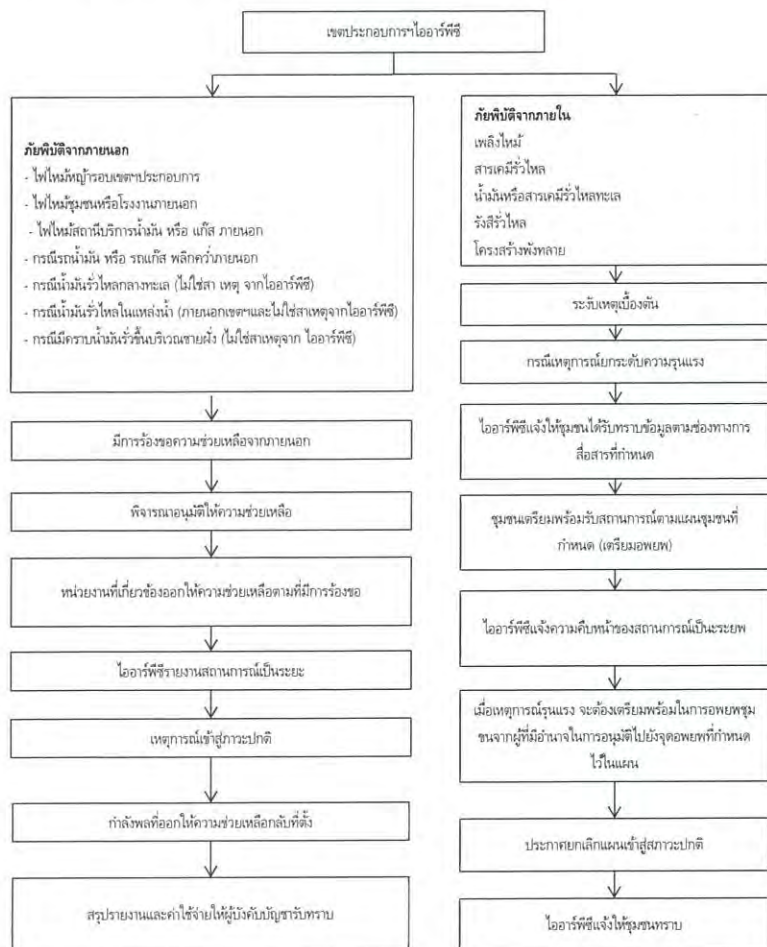 เขตประกอบการฯไออาร์พีซี
ภัยพิบัติจากภายนอก
- ไฟไหม้หญ้ารอบเขตฯประกอบการ
- ไฟไหม้ชุมชนหรือโรงงานภายนอก
- ไฟไหม้สถานีบริการน้ำมัน หรือ แก๊ส ภายนอก
- กรณีรถน้ำมัน หรือ รถแก๊ส พลิกคว่ำภายนอก
- กรณีน้ำมันรั่วไหลกลางทะเล (ไม่ใช่สา เหตุ จากไออาร์พีซี)
- กรณีน้ำมันรั่วไหลในแหล่งน้ำ (ภายนอกเขตฯและไม่ใช่สาเหตุจากไออาร์พีซี)
- กรณีมีคราบน้ำมันรั่วขึ้นบริเวณชายฝั่ง (ไม่ใช่สาเหตุจาก ไออาร์พีซี)
มีการร้องขอความช่วยเหลือจากภายนอก
พิจารณาอนุมัติให้ความช่วยเหลือ
หน่วยงานที่เกี่ยวข้องออกให้ความช่วยเหลือตามที่มีการร้องขอ
ไออาร์พีซีรายงานสถานการณ์เป็นระยะ
เหตุการณ์เข้าสู่ภาวะปกติ
กำลังพลที่ออกให้ความช่วยเหลือกลับที่ตั้ง
สรุปรายงานและค่าใช้จ่ายให้ผู้บังคับบัญชารับทราบ
ภัยพิบัติจากภายใน
เพลิงไหม้
สารเคมีรั่วไหล
น้ำมันหรือสารเคมีรั่วไหลทะเล
รังสีรั่วไหล
โครงสร้างพังทลาย
ระงับเหตุเบื้องต้น
กรณีเหตุการณ์ยกระดับความรุนแรง
ไออาร์พีซีแจ้งให้ชุมชนได้รับทราบข้อมูลตามช่องทางการ
สื่อสารที่กำหนด
ชุมชนเตรียมพร้อมรับสถานการณ์ตามแผนชุมชนที่
กำหนด (เตรียมอพยพ)
ไออาร์พีซีแจ้งความคืบหน้าของสถานการณ์เป็นะระยพ
เมื่อเหตุการณ์รุนแรง จะต้องเตรียมพร้อมในการอพยพชุม
ชนจากผู้ที่มีอำนาจในการอนุมัติไปยังจุดอพยพที่กำหนด
ไว้ในแผน
ประกาศยกเลิกแผนเข้าสู่สภาวะปกติ
ไออาร์พีซีแจ้งให้ชุมชนทราบ